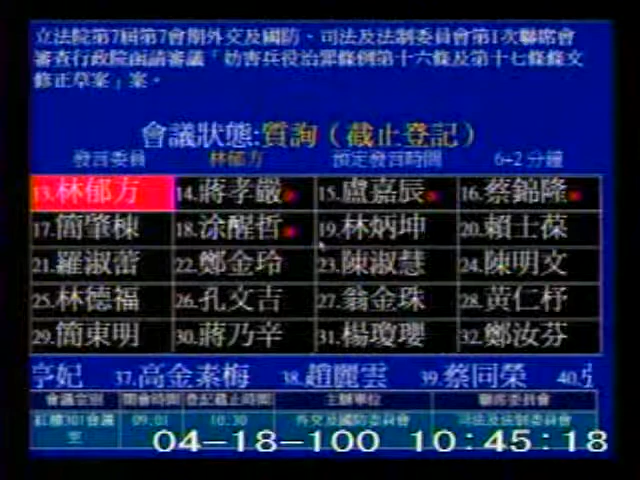 立法院第7屆第7會期外交及國防、司法及法制委員會第1次聯席會
審查行政院函請審議「妨害兵役治罪條例第十六條及第十七條條文
修正草案」案。
會議狀態:質詢（截止登記）
發言委員 林郁方 預定發言時間 6+2 分鐘
13.林郁方 14.蔣孝嚴 15.盧嘉辰 16.蔡錦隆
17.簡肇棟 18.涂醒哲 19.林炳坤 20.賴士葆
21.羅淑蕾 22.鄭金玲 23.陳淑慧 24.陳明文
25.林德福 26.孔文吉 27.翁金珠 28.黃仁杼
29.簡東明 30.蔣乃辛 31.楊瓊瓔 32.鄭汝芬
亭妃 37.高金素梅 38.趙麗雲 39.蔡同榮 40.
會議室別 開會時間 登記截止時間 主辦單位 聯席委員會
紅樓301會議室 09.01 10.30 外交及國防委員會 司法及法制委員會
04-18-100 10:45:18